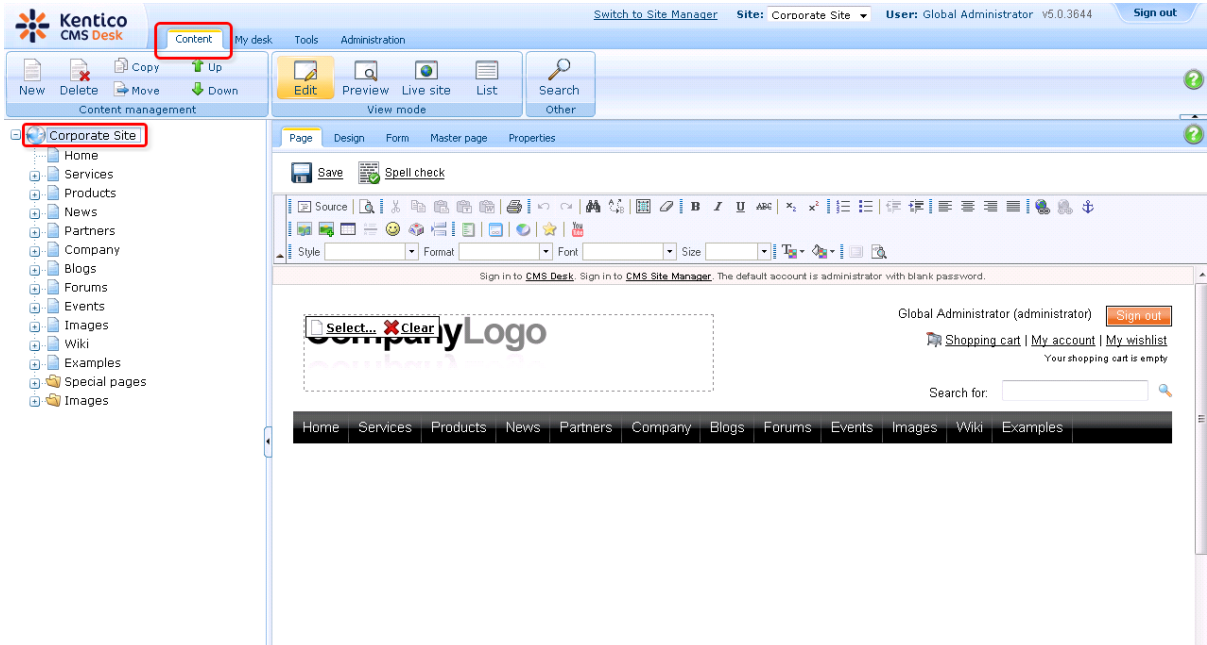 Kentico
CMS Desk
Switch to Site Manager Site: Corporate Site User: Global Administrator v5.0.3644 Sign out
Content My desk Tools Administration
New Delete Copy Move Up Down
Content management
Edit Preview Live site List
View mode
Search
Other
Corporate Site
Home
Services
Products
News
Partners
Company
Blogs
Forums
Events
Images
Wiki
Examples
Special pages
Images
Page Design Form Master page Properties
Save Spell check
Source B I U ABC x₂ x²
Style Format Font Size
Sign in to CMS Desk. Sign in to CMS Site Manager. The default account is administrator with blank password.
Select... Clear
CompanyLogo
Global Administrator (administrator) Sign out
Shopping cart | My account | My wishlist
Your shopping cart is empty
Search for:
Home Services Products News Partners Company Blogs Forums Events Images Wiki Examples